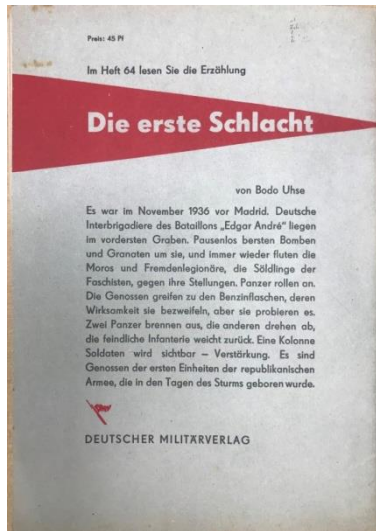 Preis: 45 Pf
Im Heft 64 lesen Sie die Erzählung
Die erste Schlacht
von Bodo Uhse
Es war im November 1936 vor Madrid. Deutsche
Interbrigadiere des Bataillons „Edgar André“ liegen
im vordersten Graben. Pausenlos bersten Bomben
und Granaten um sie, und immer wieder fluten die
Moros und Fremdenlegionäre, die Söldlinge der
Faschisten, gegen ihre Stellungen. Panzer rollen an.
Die Genossen greifen zu den Benzinflaschen, deren
Wirksamkeit sie bezweifeln, aber sie probieren es.
Zwei Panzer brennen aus, die anderen drehen ab,
die feindliche Infanterie weicht zurück. Eine Kolonne
Soldaten wird sichtbar – Verstärkung. Es sind
Genossen der ersten Einheiten der republikanischen
Armee, die in den Tagen des Sturms geboren wurde.
DEUTSCHER MILITÄRVERLAG